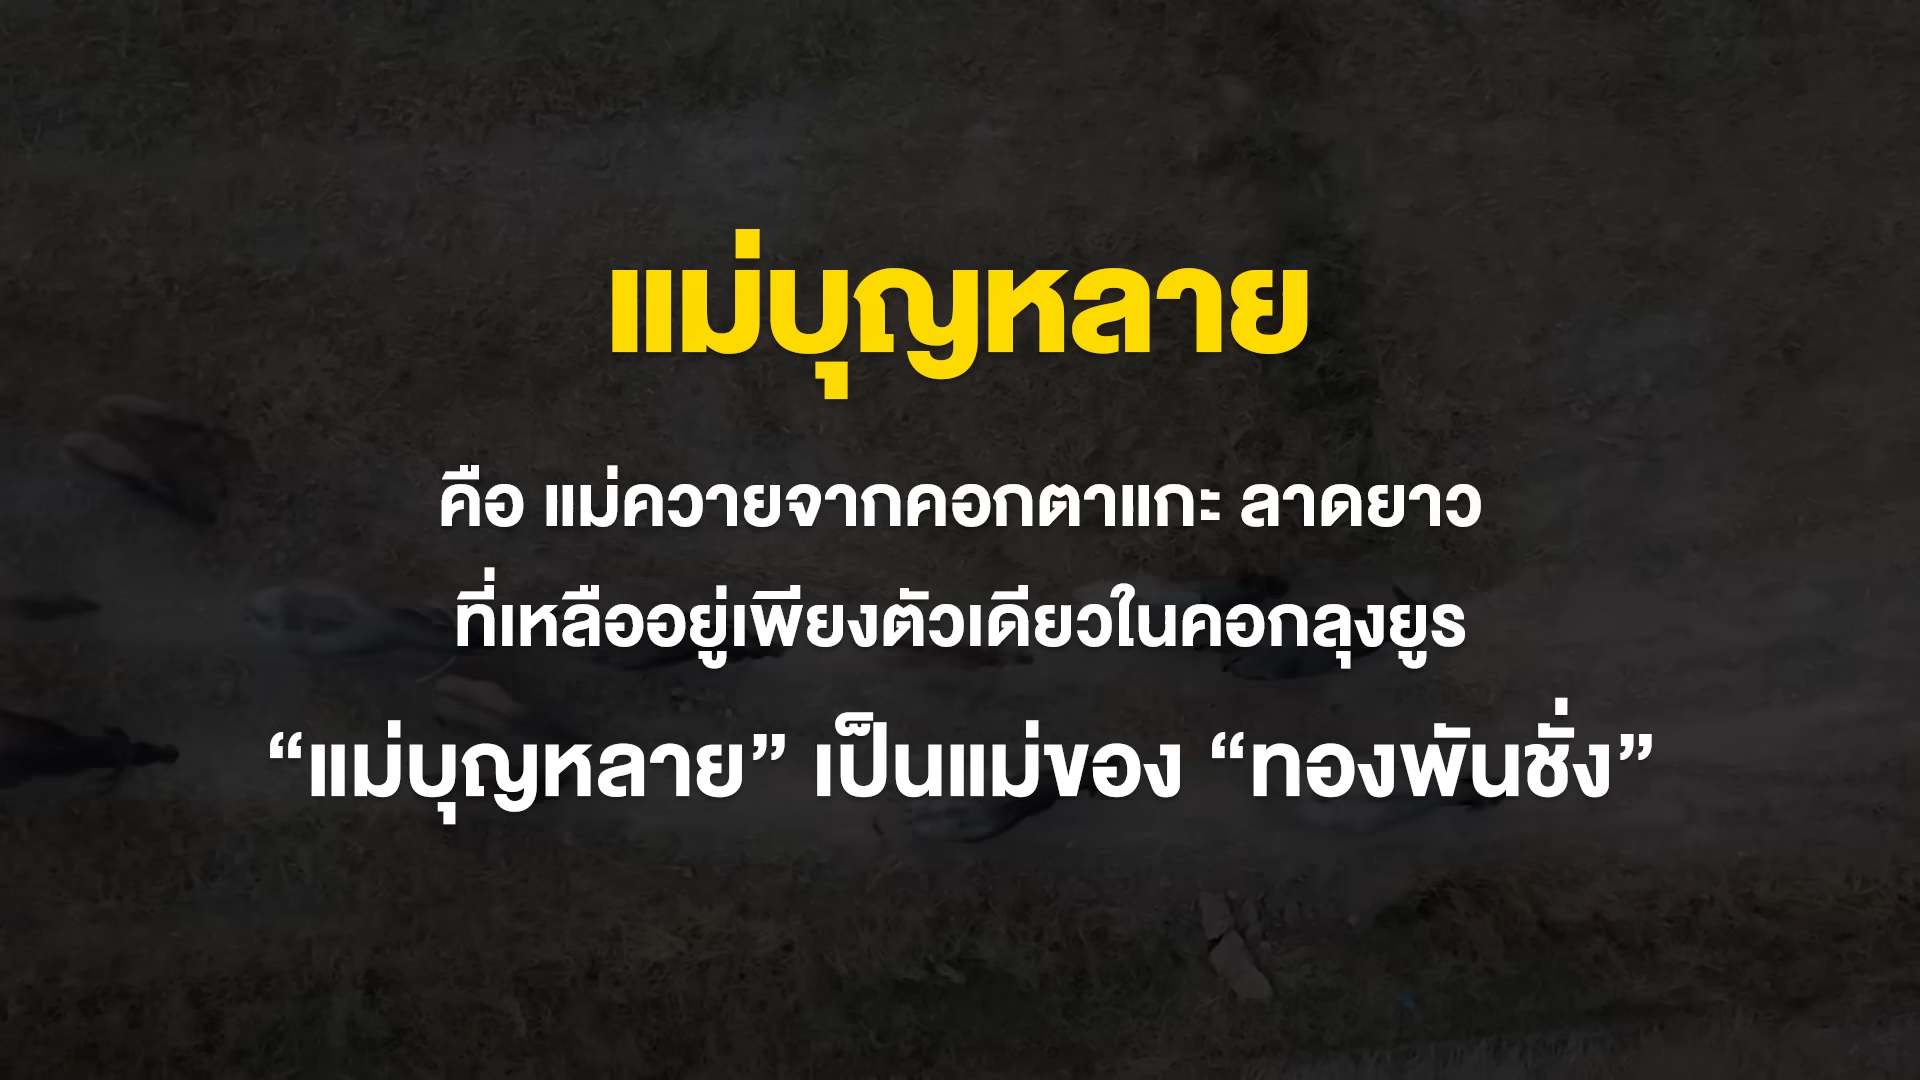 แม่บุญหลาย
คือ แม่ควายจากคอกตาแกะ ลาดยาว
ที่เหลืออยู่เพียงตัวเดียวในคอกลุงยูร
“แม่บุญหลาย” เป็นแม่ของ “ทองพันชั่ง”